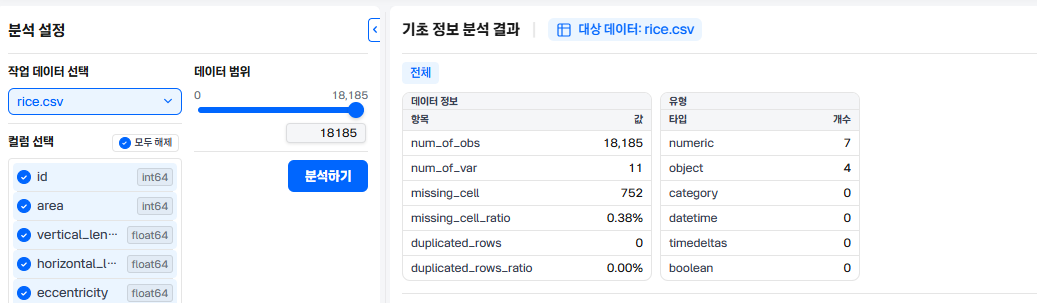 분석 설정
작업 데이터 선택
rice.csv
데이터 범위
0 18,185
18185
컬럼 선택 모두 해제
분석하기
id int64
area int64
vertical_len··· float64
horizontal_l··· float64
eccentricity float64
기초 정보 분석 결과 대상 데이터: rice.csv
전체
데이터 정보
항목 값
num_of_obs 18,185
num_of_var 11
missing_cell 752
missing_cell_ratio 0.38%
duplicated_rows 0
duplicated_rows_ratio 0.00%
유형
타입 개수
numeric 7
object 4
category 0
datetime 0
timedeltas 0
boolean 0